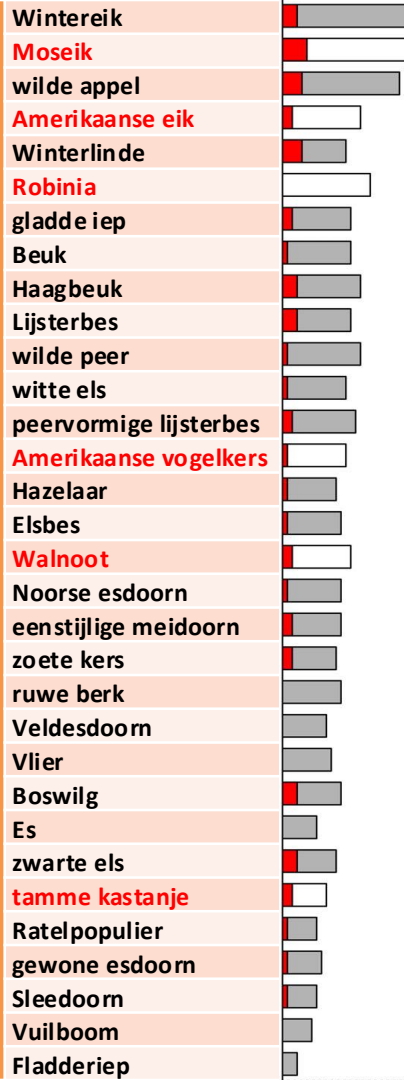 Wintereik
Moseik
wilde appel
Amerikaanse eik
Winterlinde
Robinia
gladde iep
Beuk
Haagbeuk
Lijsterbes
wilde peer
witte els
peervormige lijsterbes
Amerikaanse vogelkers
Hazelaar
Elsbes
Walnoot
Noorse esdoorn
eenstijlige meidoorn
zoete kers
ruwe berk
Veldesdoorn
Vlier
Boswilg
Es
zwarte els
tamme kastanje
Ratelpopulier
gewone esdoorn
Sleedoorn
Vuilboom
Fladderiep